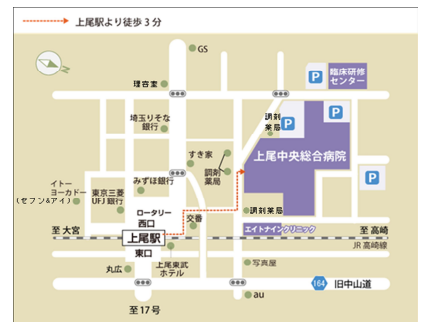 上尾駅より徒歩3分
GS
理容室
P
臨床研修
センター
埼玉りそな
銀行
調剤
薬局
P
P
すき家
上尾中央総合病院
調剤
薬局
イトー
ヨーカドー
(セブン&アイ)
東京三菱
UFJ銀行
みずほ銀行
P
ロータリー
西口
交番
調剤薬局
至大宮
上尾駅
エイトナインクリニック
至高崎
東口
JR高崎線
丸広
上尾東武
ホテル
写真屋
164
旧中山道
au
至17号